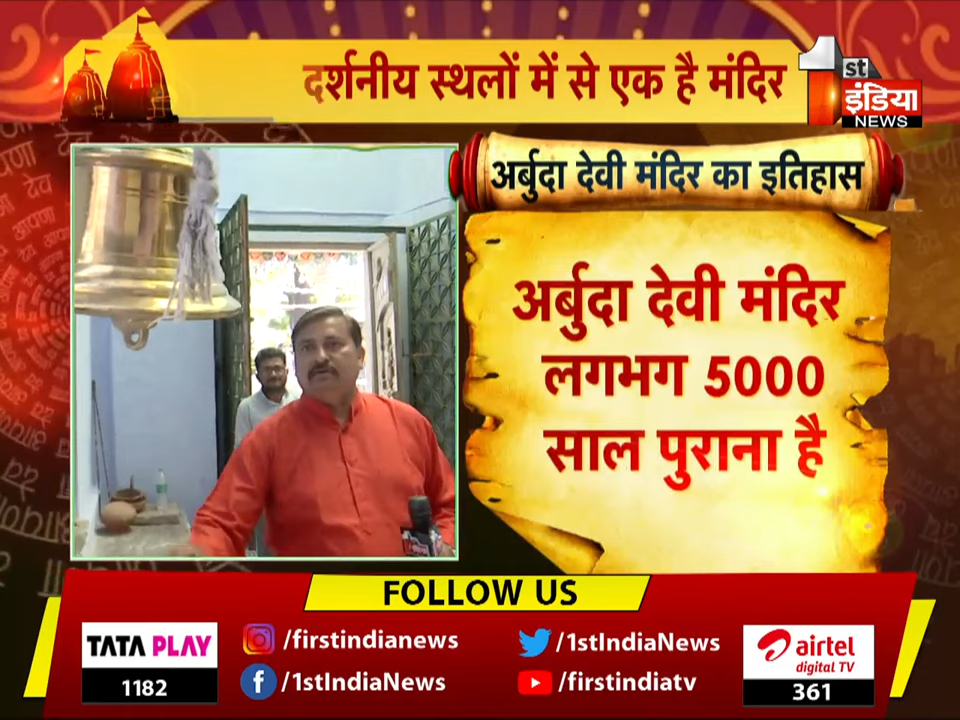 दर्शनीय स्थलों में से एक है मंदिर
1st
इंडिया
NEWS
अर्बुदा देवी मंदिर का इतिहास
अर्बुदा देवी मंदिर
लगभग 5000
साल पुराना है
FOLLOW US
TATA PLAY
1182
/firstindianews
/1stIndiaNews
/1stIndiaNews
/firstindiatv
airtel
digital TV
361